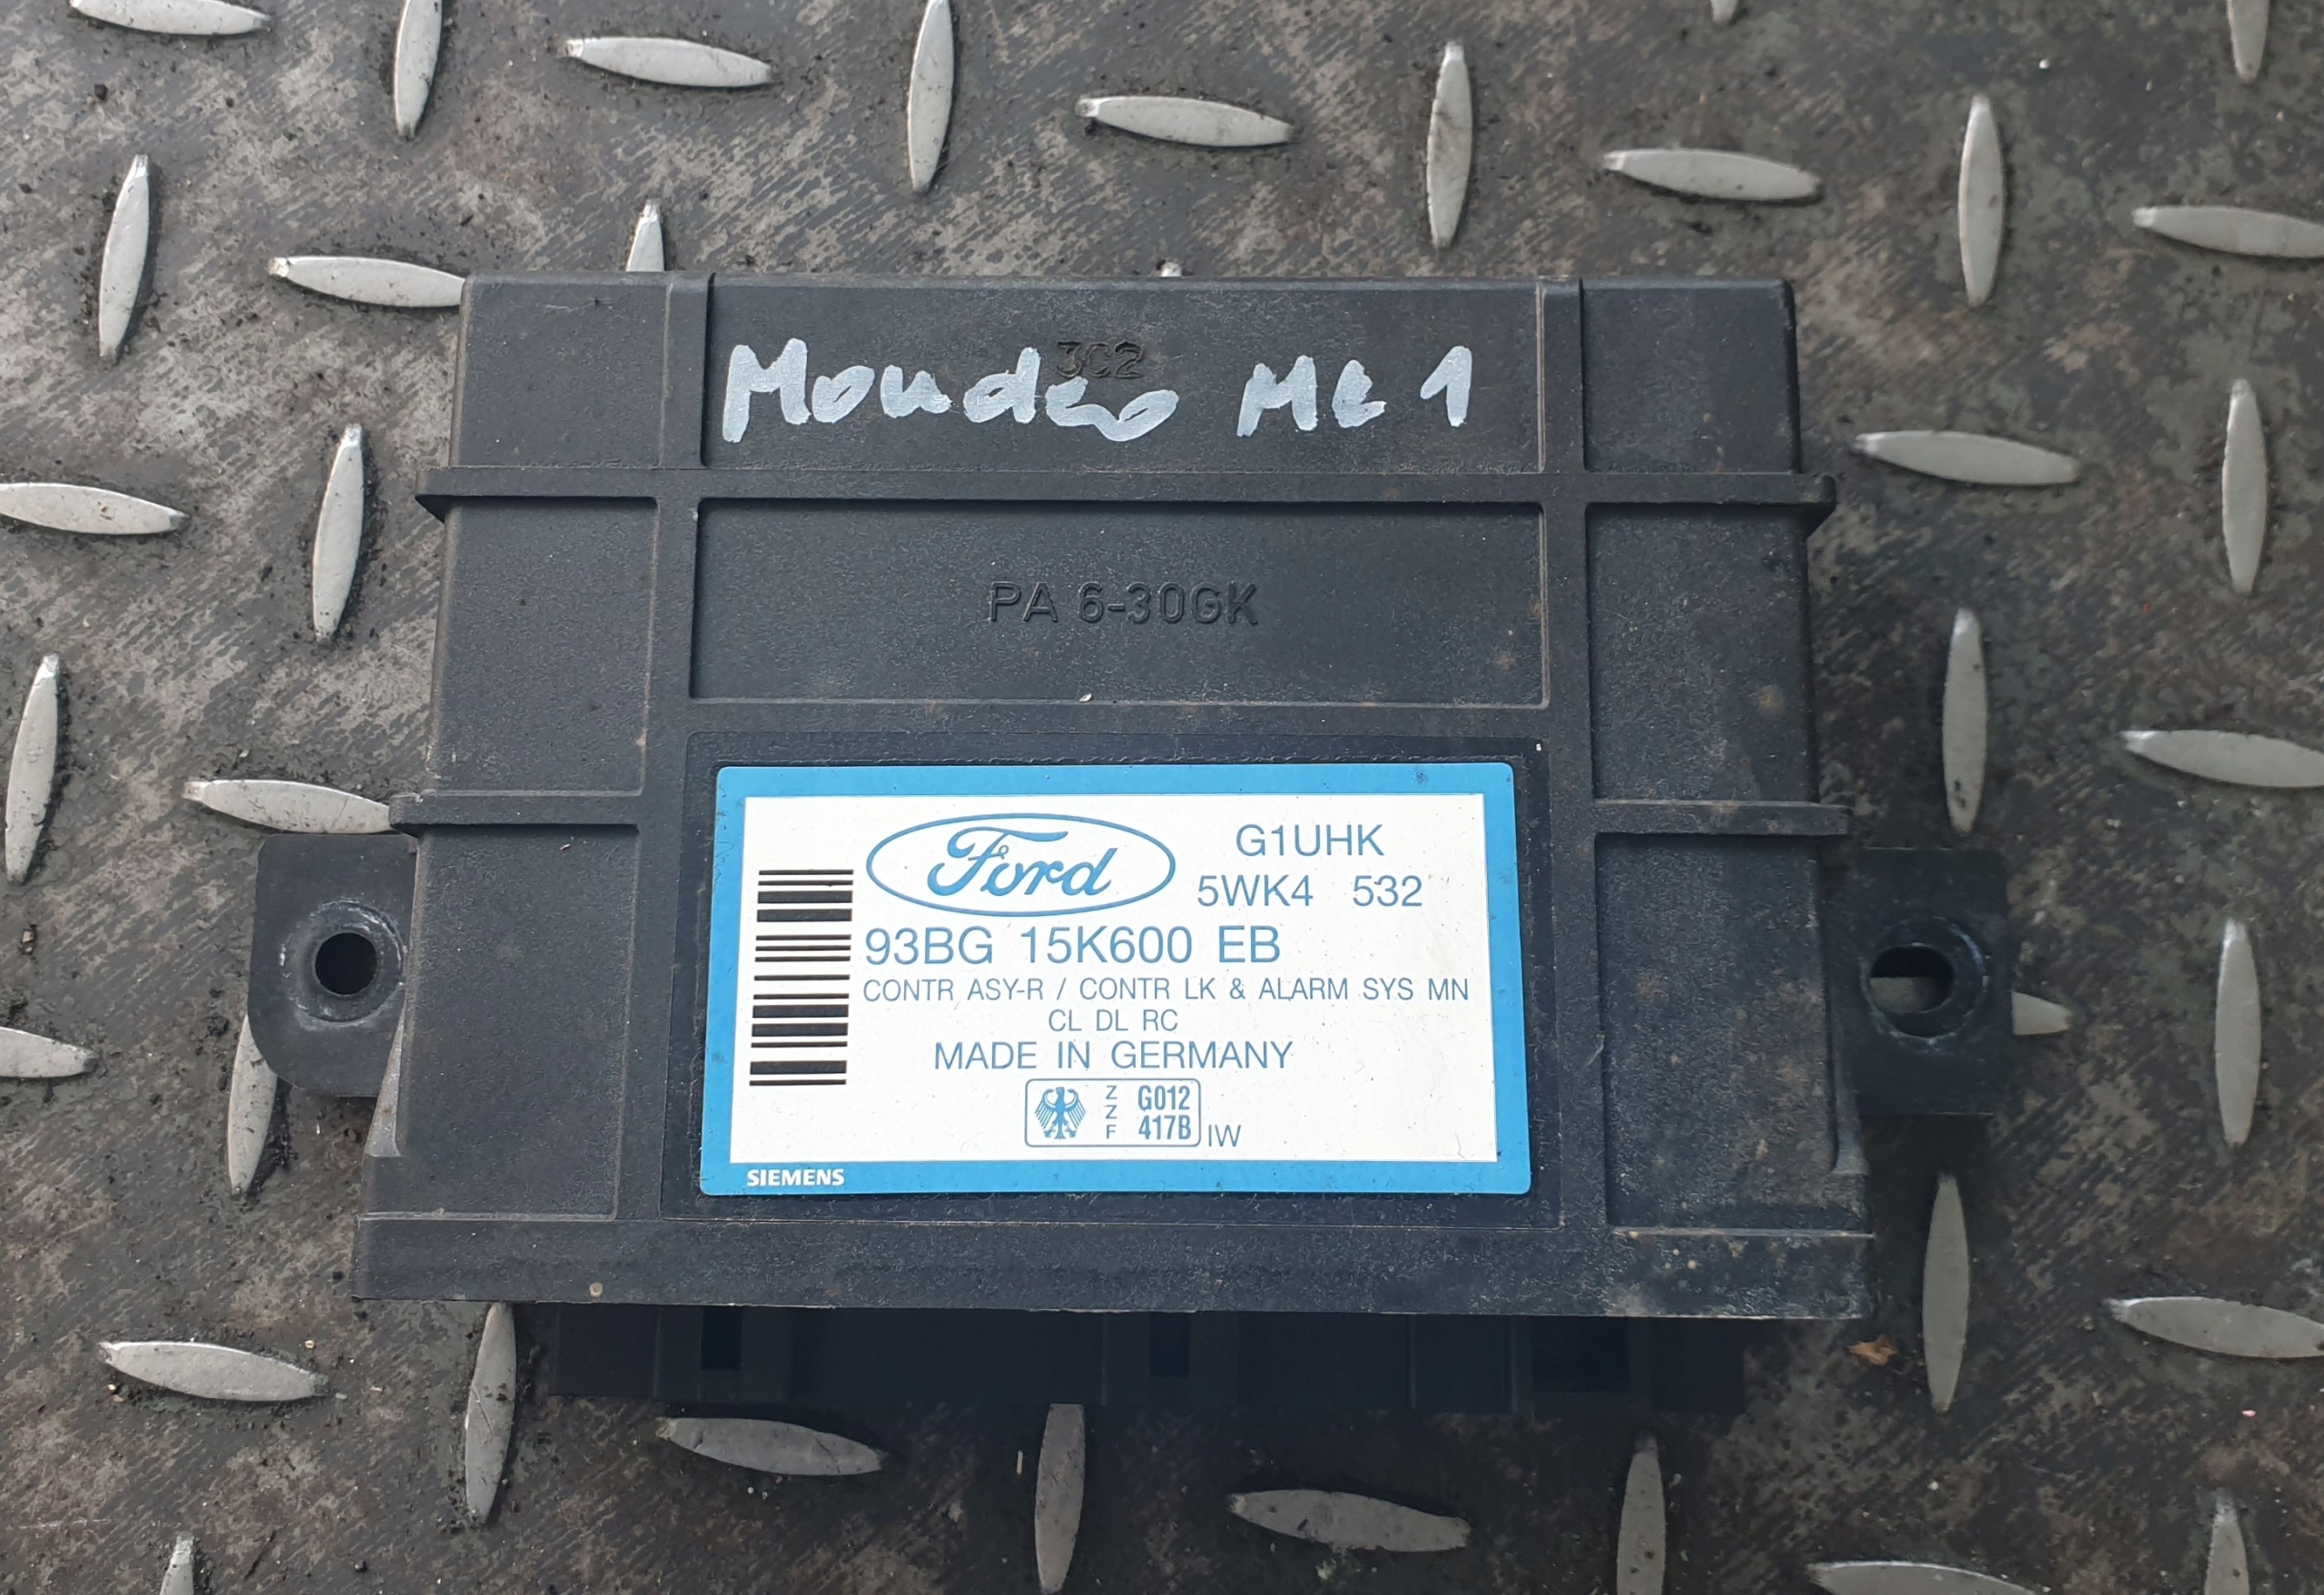 3C2
Mondeo Mk 1
PA 6-30GK
Ford
G1UHK
5WK4 532
93BG 15K600 EB
CONTR ASY-R / CONTR LK & ALARM SYS MN
CL DL RC
MADE IN GERMANY
ZZF
G012
417B
IW
SIEMENS